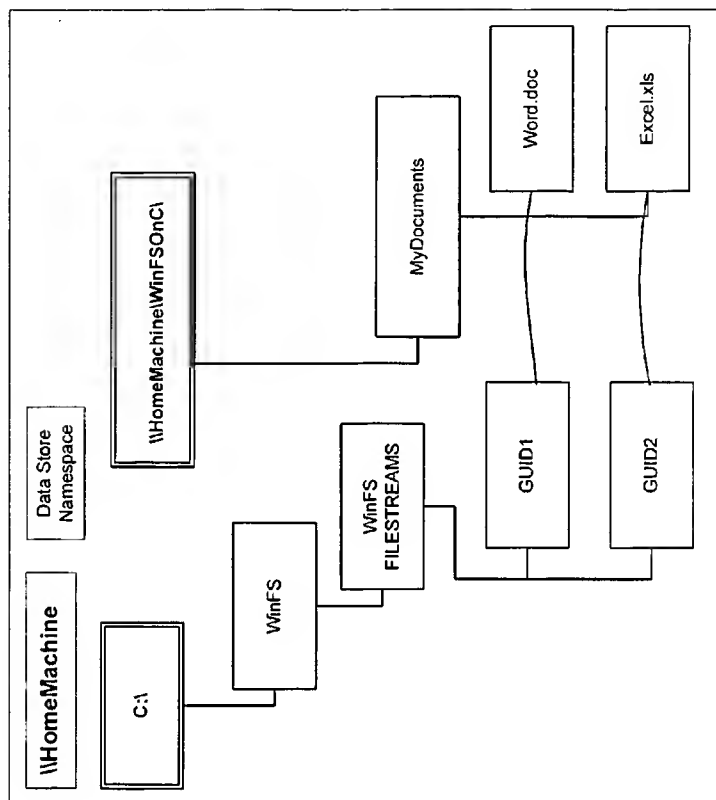 \\HomeMachine
Data Store
Namespace
C:\
\\HomeMachine\WinFSOnC\
WinFS
WinFS
FILESTREAMS
MyDocuments
GUID1
Word.doc
GUID2
Excel.xls